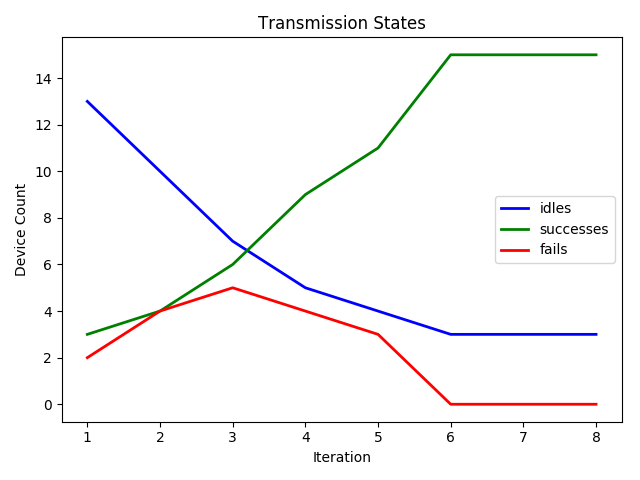 Transmission States
Device Count
14
12
10
8
6
4
2
0
idles
successes
fails
1 2 3 4 5 6 7 8
Iteration